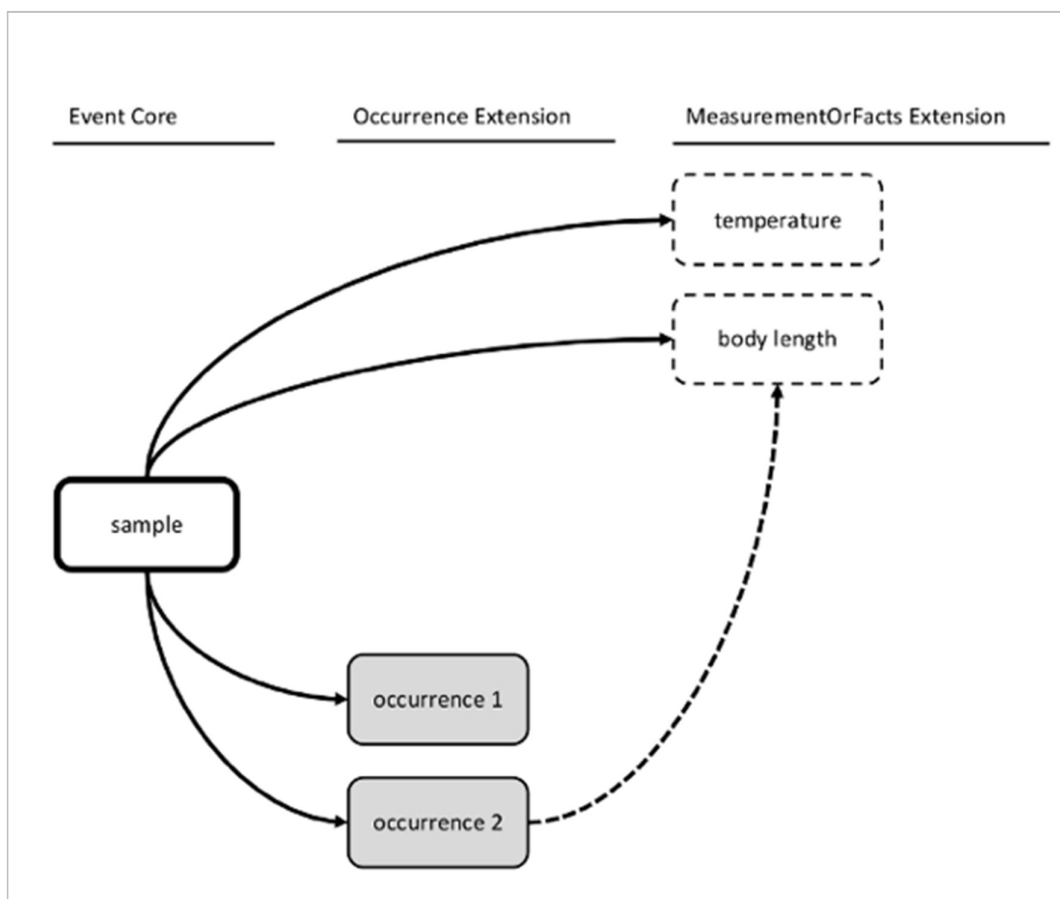 Event Core
Occurrence Extension
MeasurementOrFacts Extension
temperature
body length
sample
occurrence 1
occurrence 2